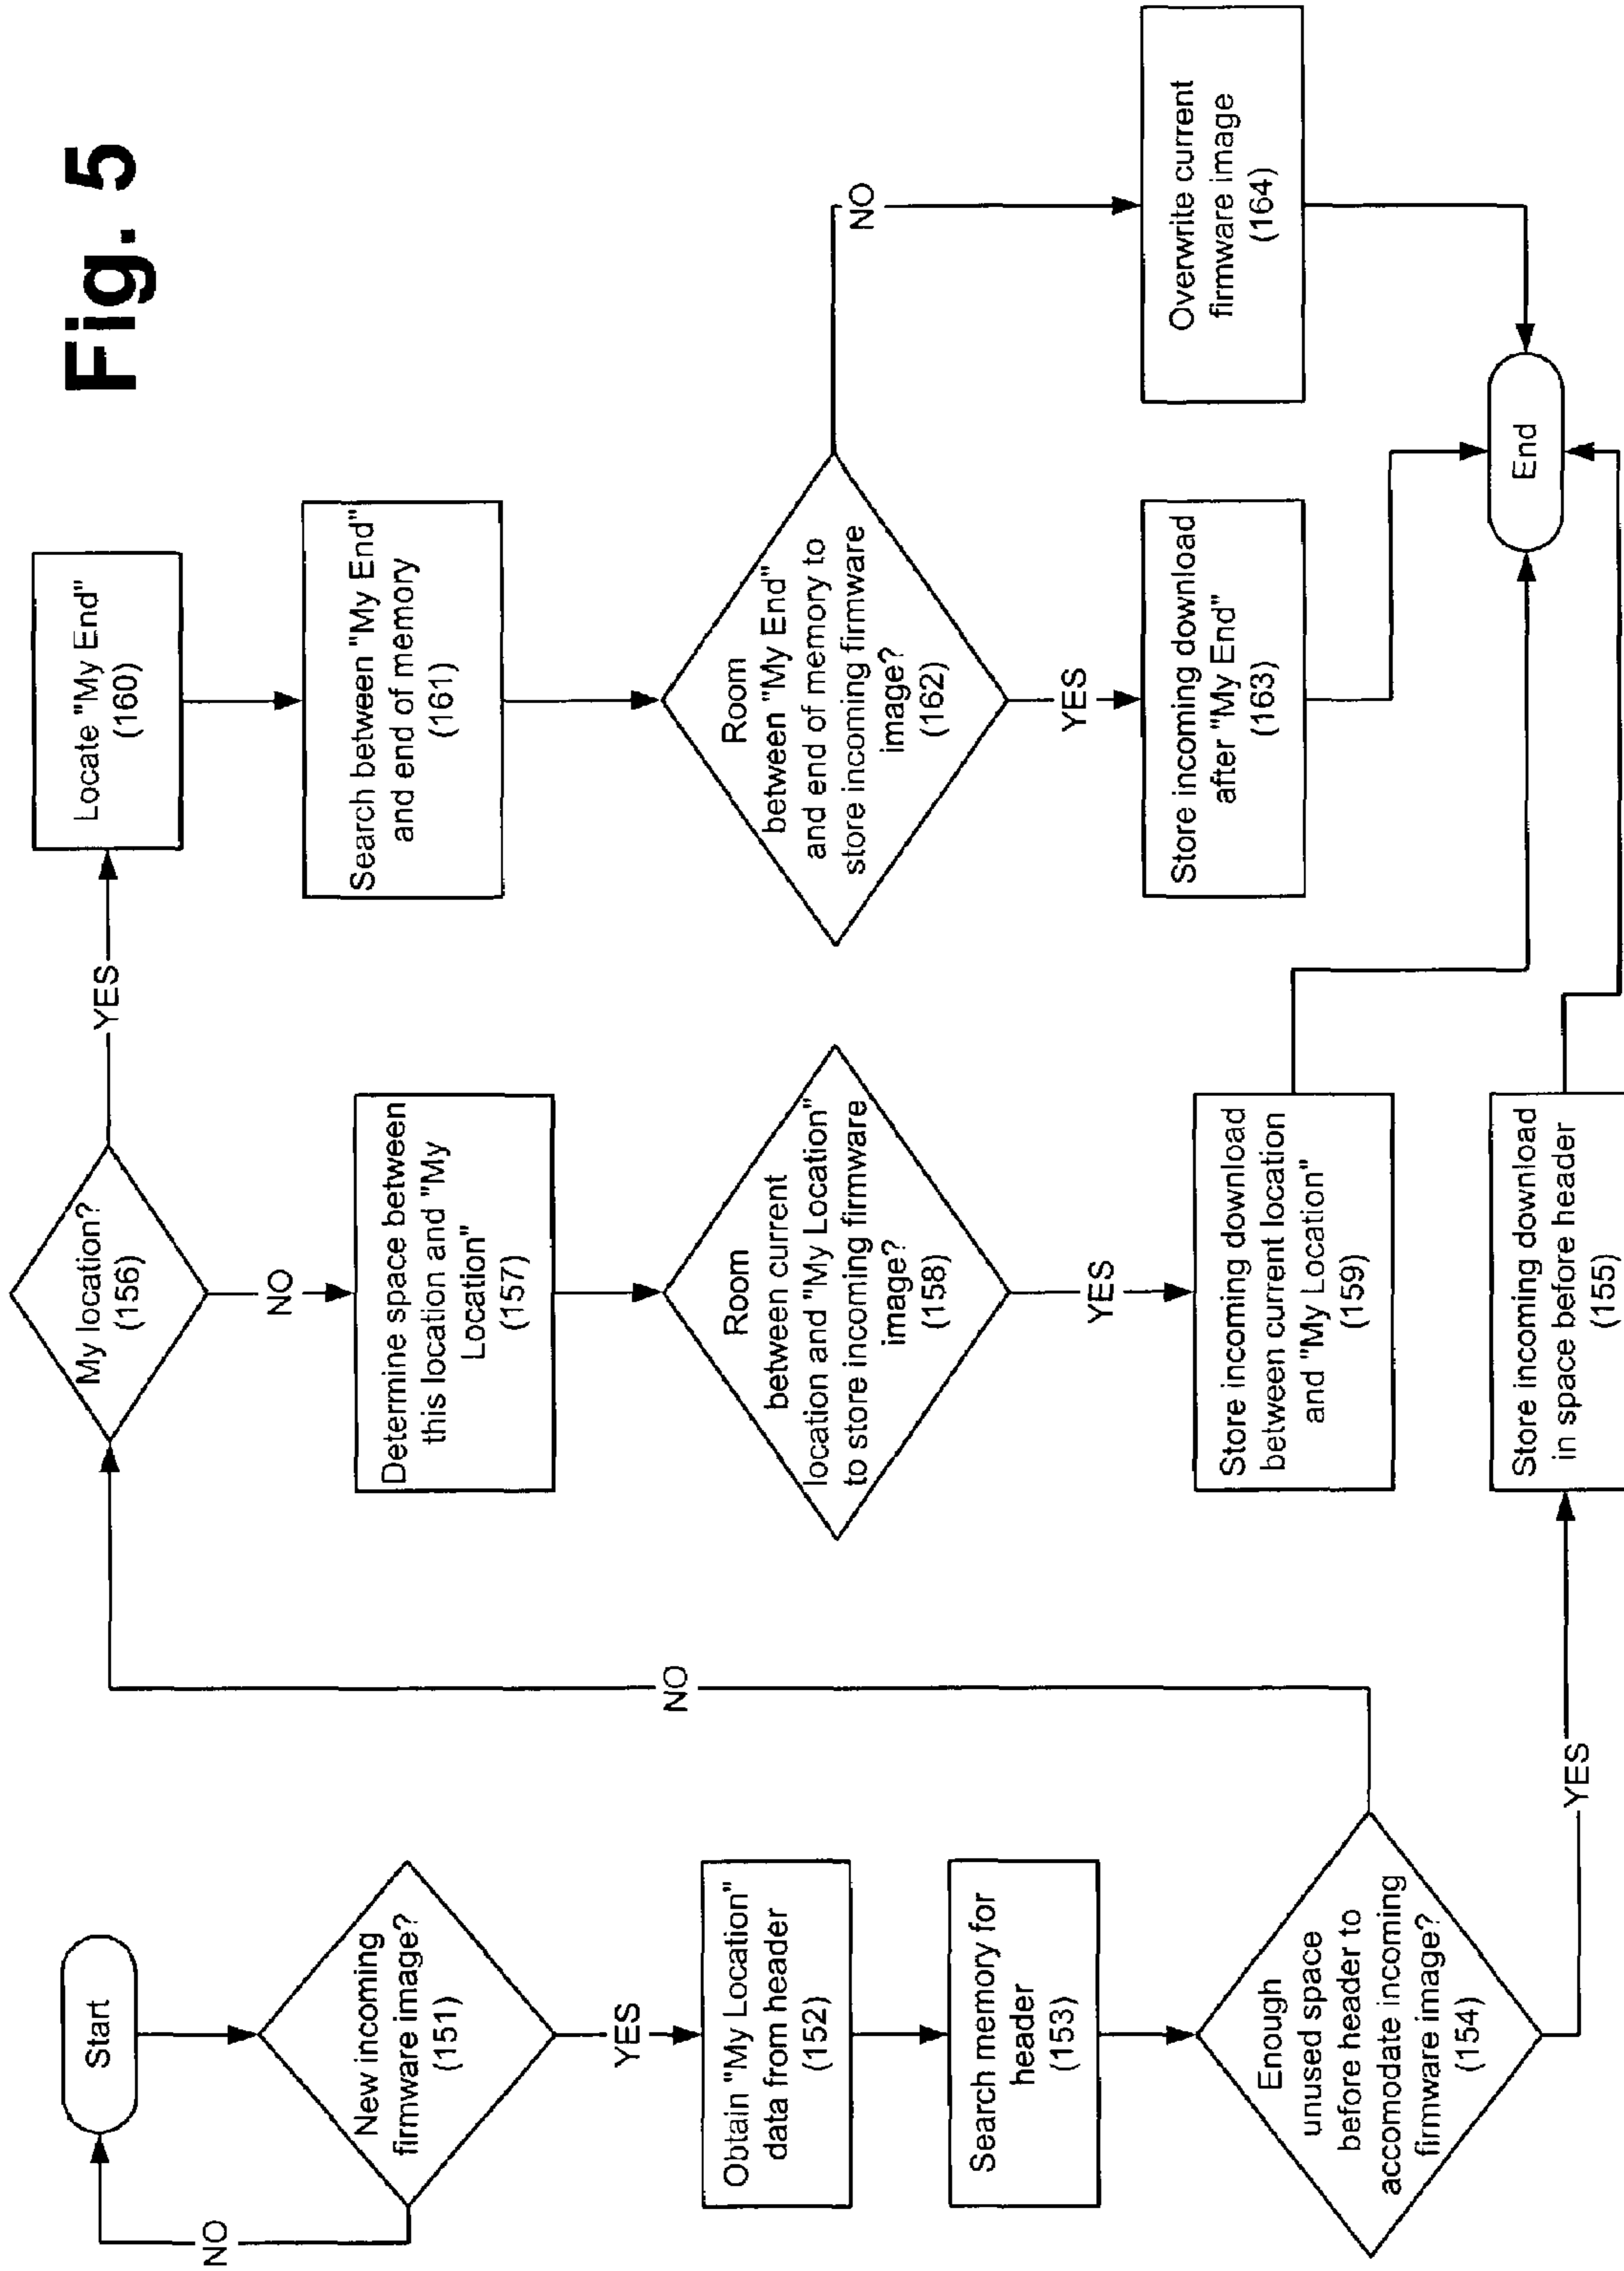 Fig. 5
Start
New incoming
firmware image?
(151)
NO
YES
Obtain "My Location"
data from header
(152)
Search memory for
header
(153)
Enough
unused space
before header to
accomodate incoming
firmware image?
(154)
NO
YES
Store incoming download
in space before header
(155)
My location?
(156)
YES
NO
Determine space between
this location and "My
Location"
(157)
Room
between current
location and "My Location"
to store incoming firmware
image?
(158)
YES
Store incoming download
between current location
and "My Location"
(159)
Locate "My End"
(160)
Search between "My End"
and end of memory
(161)
Room
between "My End"
and end of memory to
store incoming firmware
image?
(162)
NO
YES
Store incoming download
after "My End"
(163)
Overwrite current
firmware image
(164)
End